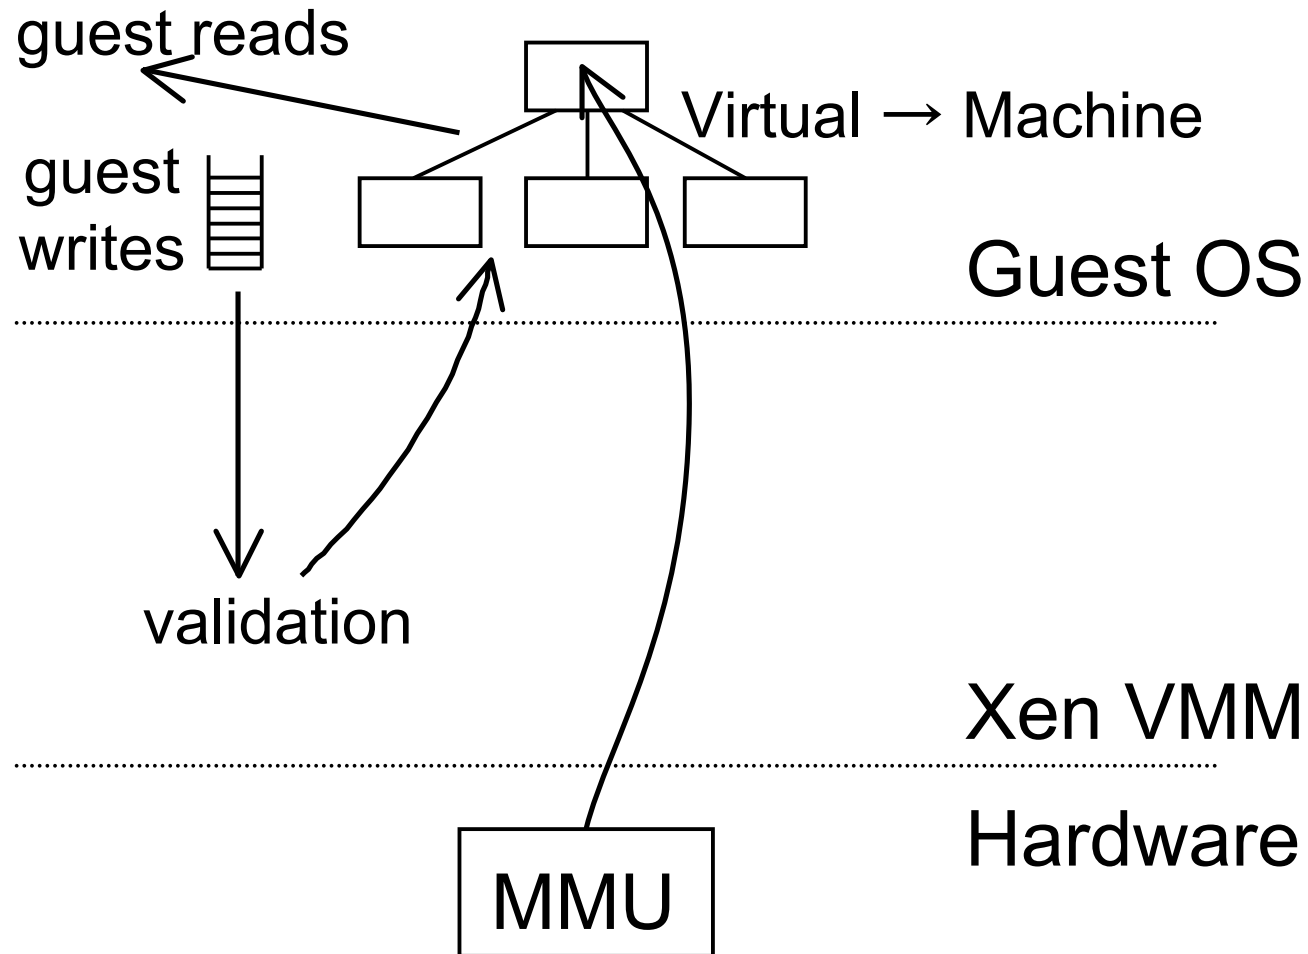 guest reads
Virtual → Machine
guest
writes
Guest OS
validation
Xen VMM
Hardware
MMU